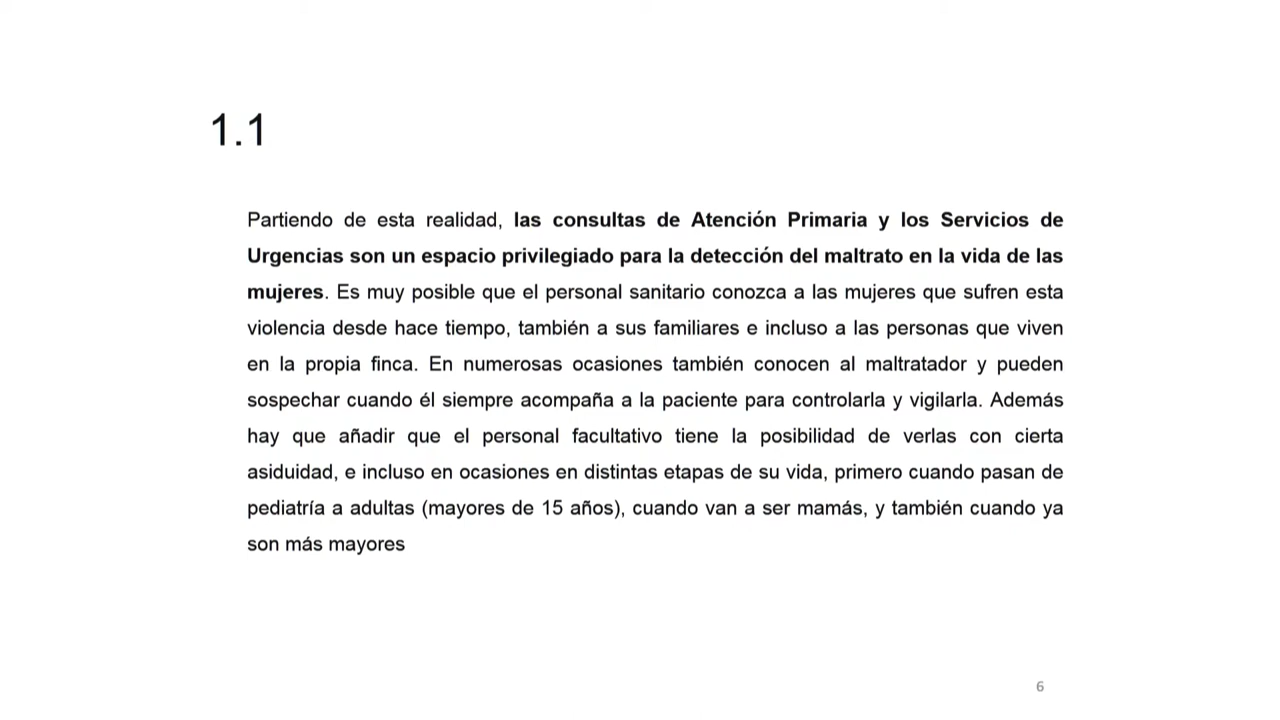 1.1
Partiendo de esta realidad, las consultas de Atención Primaria y los Servicios de
Urgencias son un espacio privilegiado para la detección del maltrato en la vida de las
mujeres. Es muy posible que el personal sanitario conozca a las mujeres que sufren esta
violencia desde hace tiempo, también a sus familiares e incluso a las personas que viven
en la propia finca. En numerosas ocasiones también conocen al maltratador y pueden
sospechar cuando él siempre acompaña a la paciente para controlarla y vigilarla. Además
hay que añadir que el personal facultativo tiene la posibilidad de verlas con cierta
asiduidad, e incluso en ocasiones en distintas etapas de su vida, primero cuando pasan de
pediatría a adultas (mayores de 15 años), cuando van a ser mamás, y también cuando ya
son más mayores
6